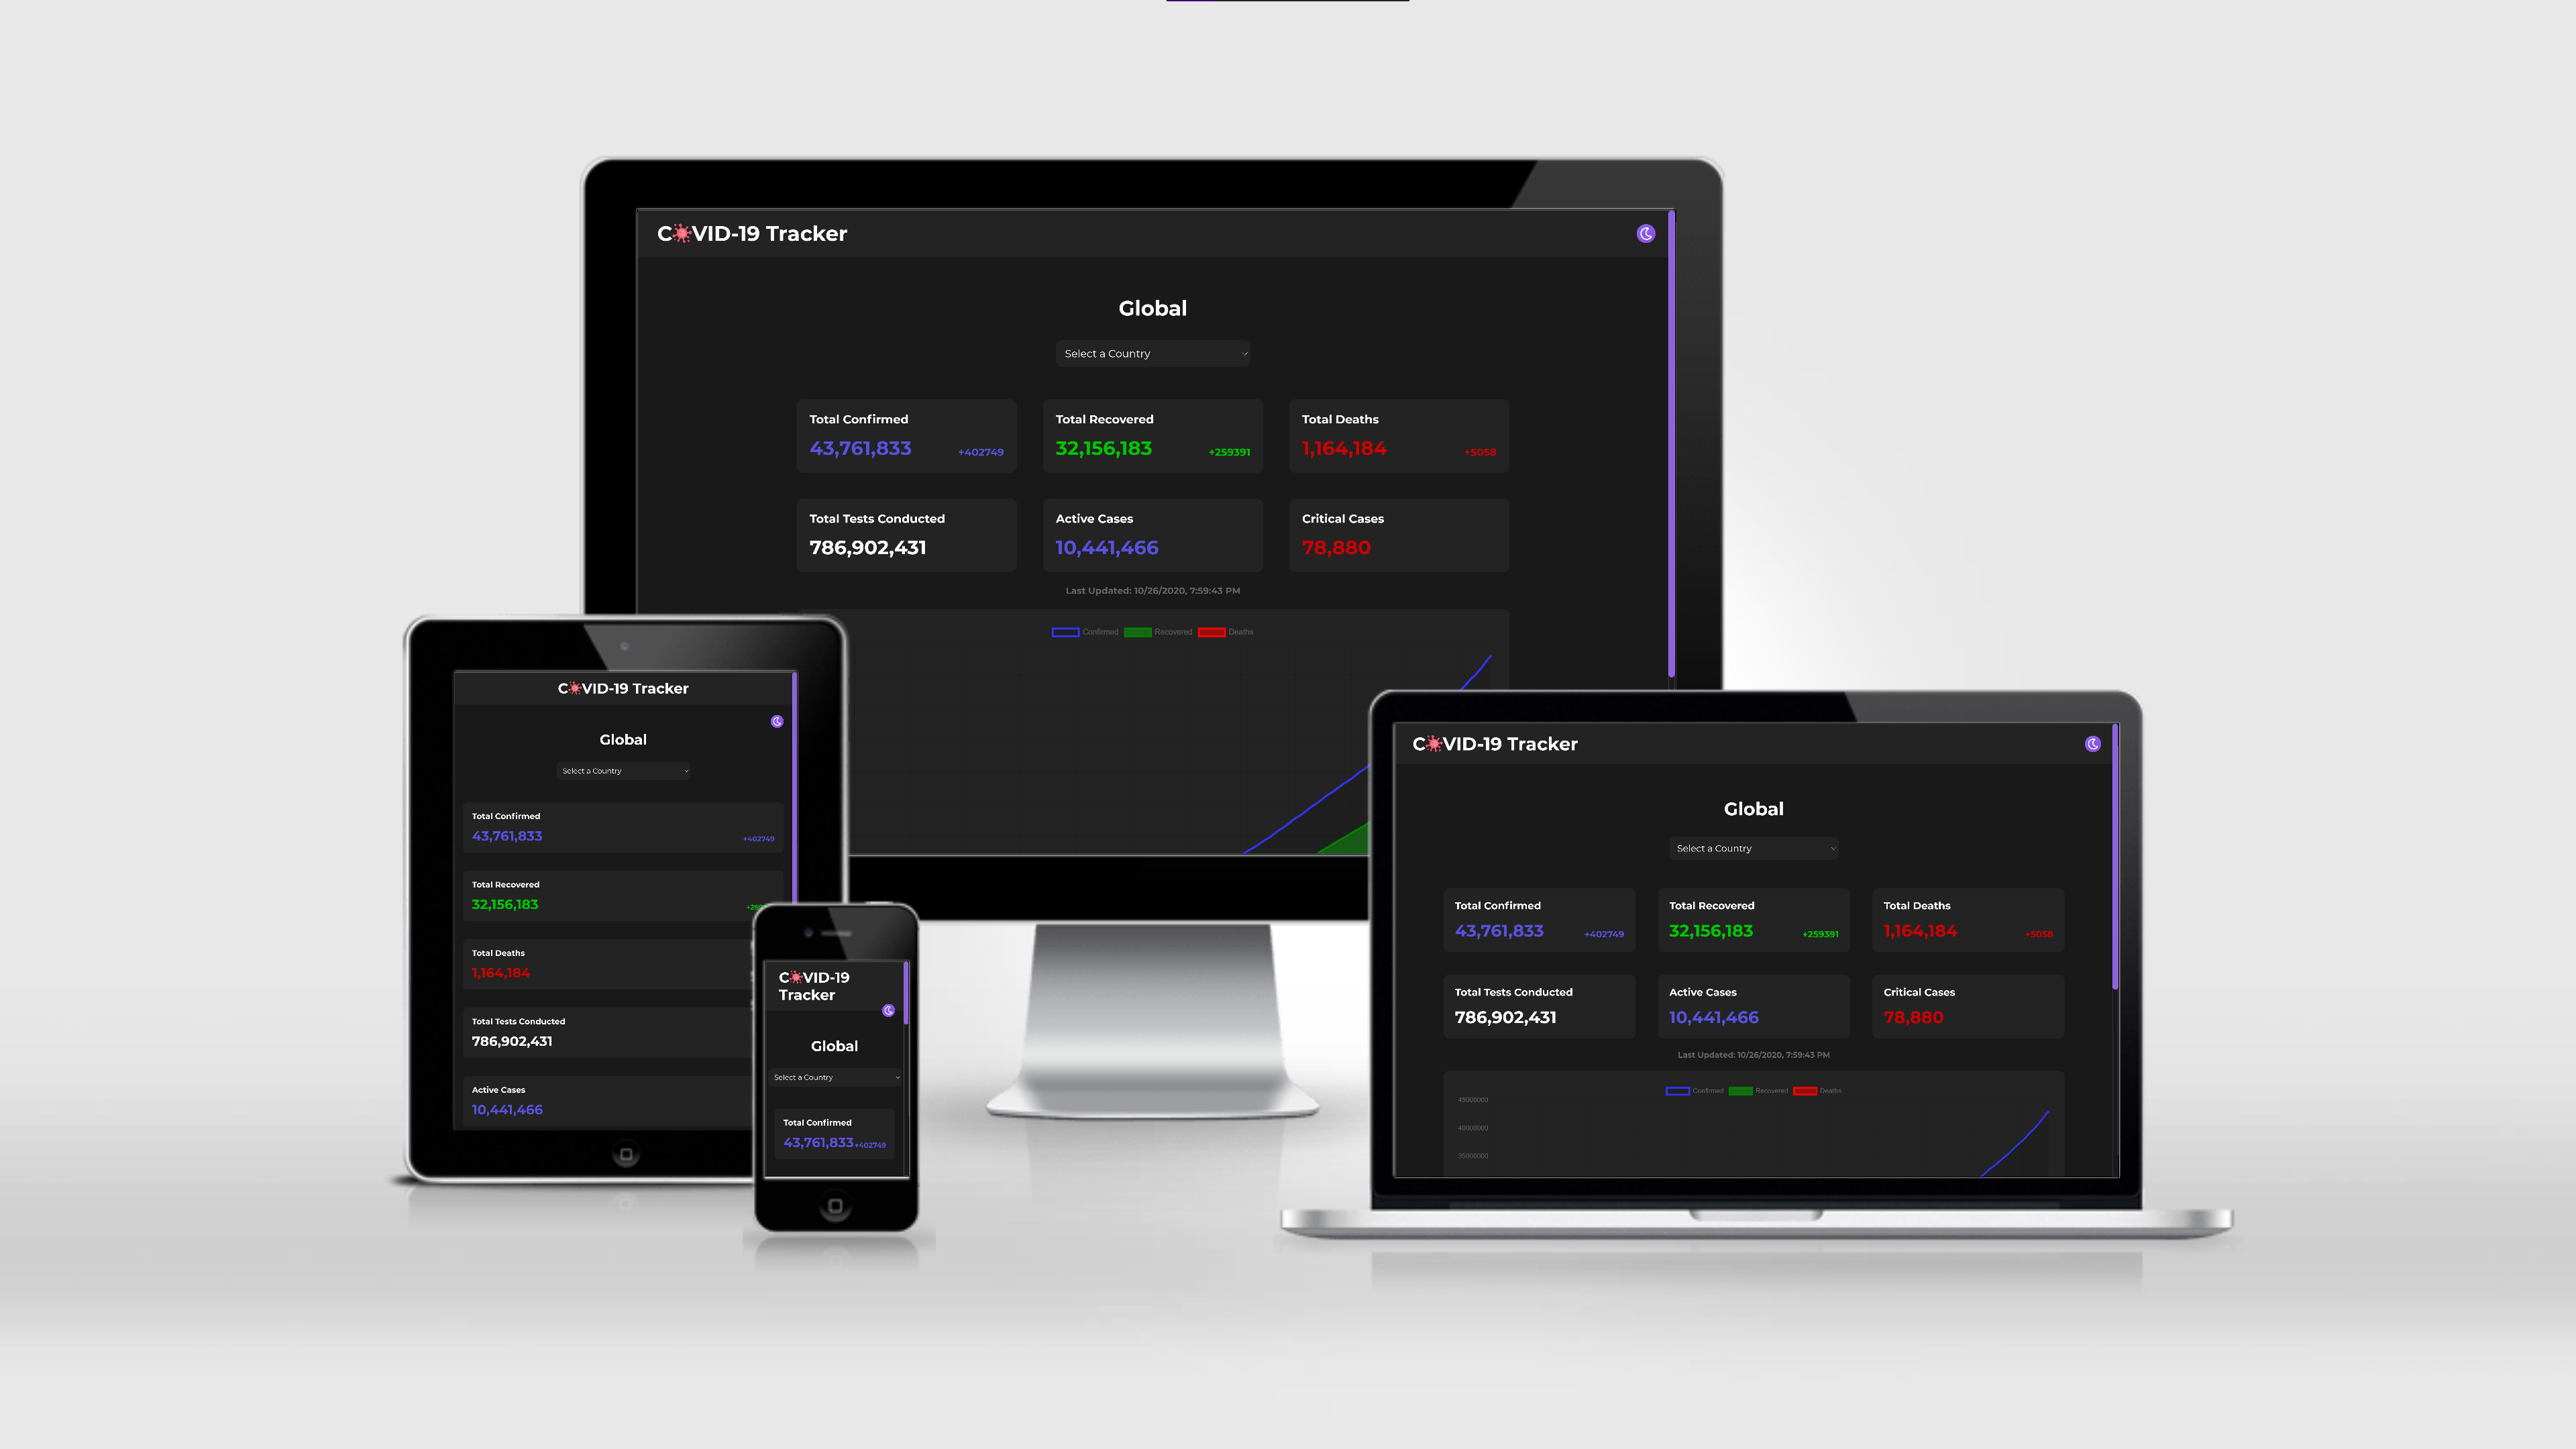 COVID-19 Tracker
Global
Select a Country
Total Confirmed
43,761,833 +402749
Total Recovered
32,156,183 +259391
Total Deaths
1,164,184 +5058
Total Tests Conducted
786,902,431
Active Cases
10,441,466
Critical Cases
78,880
Last Updated: 10/26/2020, 7:59:43 PM
Confirmed Recovered Deaths
COVID-19 Tracker
Global
Select a Country
Total Confirmed
43,761,833 +402749
Total Recovered
32,156,183
Total Deaths
1,164,184
Total Tests Conducted
786,902,431
Active Cases
10,441,466
COVID-19
Tracker
Global
Select a Country
Total Confirmed
43,761,833 +402749
COVID-19 Tracker
Global
Select a Country
Total Confirmed
43,761,833 +402749
Total Recovered
32,156,183 +259391
Total Deaths
1,164,184 +5058
Total Tests Conducted
786,902,431
Active Cases
10,441,466
Critical Cases
78,880
Last Updated: 10/26/2020, 7:59:43 PM
Confirmed Recovered Deaths
45000000
40000000
35000000